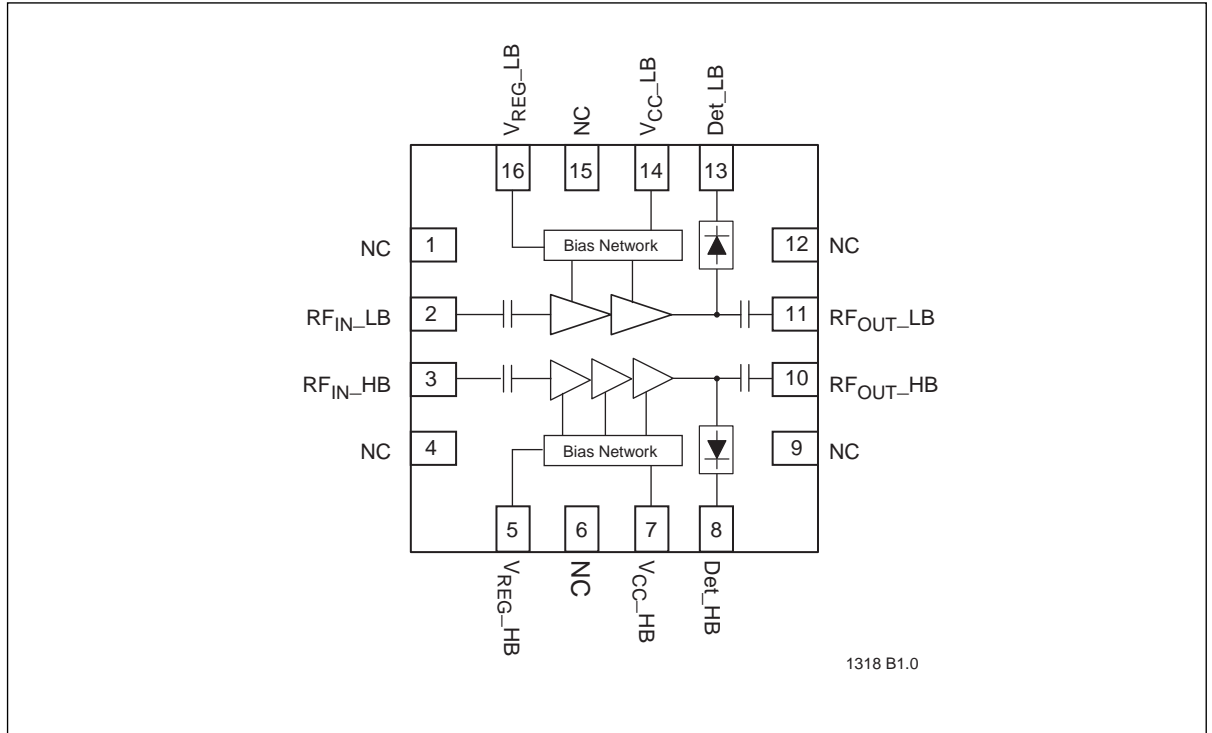 VREG_LB
NC
VCC_LB
Det_LB
16
15
14
13
NC
1
Bias Network
12
NC
RFIN_LB
2
11
RFOUT_LB
RFIN_HB
3
10
RFOUT_HB
NC
4
Bias Network
9
NC
5
6
7
8
VREG_HB
NC
VCC_HB
Det_HB
1318 B1.0